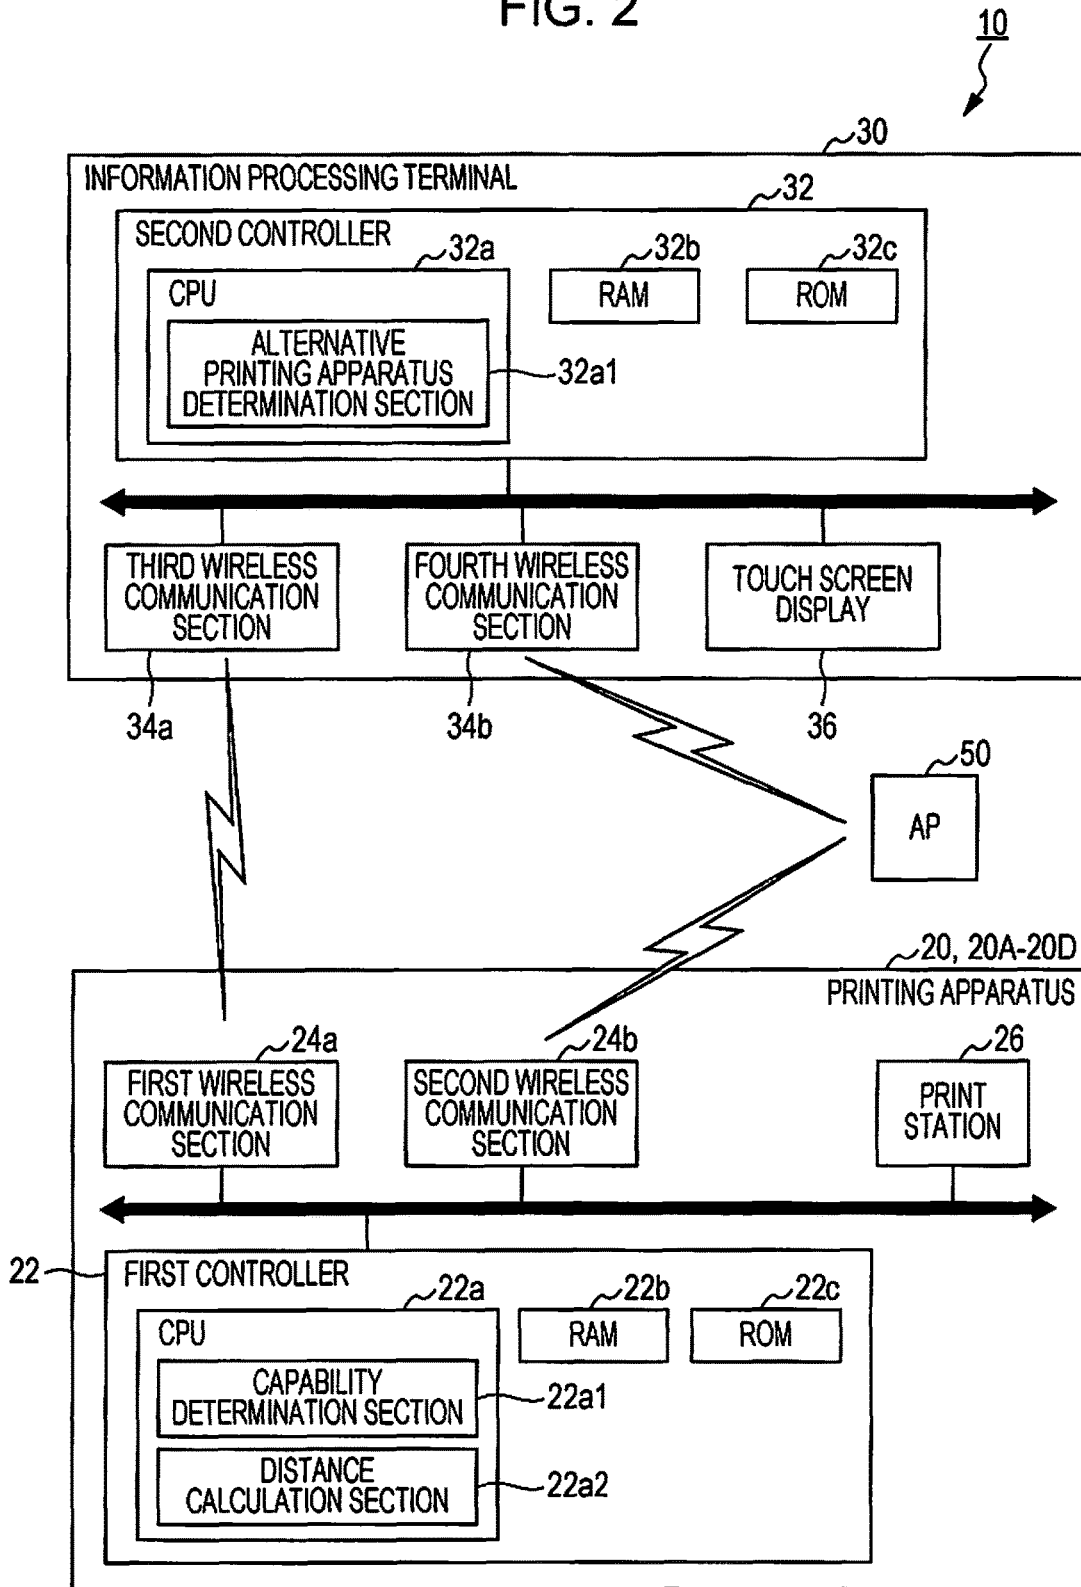 FIG. 2
10
30
INFORMATION PROCESSING TERMINAL
32
SECOND CONTROLLER
32a
32b
32c
CPU
RAM
ROM
ALTERNATIVE
PRINTING APPARATUS
DETERMINATION SECTION
32a1
THIRD WIRELESS
COMMUNICATION
SECTION
FOURTH WIRELESS
COMMUNICATION
SECTION
TOUCH SCREEN
DISPLAY
34a
34b
36
50
AP
20, 20A-20D
PRINTING APPARATUS
24a
24b
26
FIRST WIRELESS
COMMUNICATION
SECTION
SECOND WIRELESS
COMMUNICATION
SECTION
PRINT
STATION
22
FIRST CONTROLLER
22a
22b
22c
CPU
RAM
ROM
CAPABILITY
DETERMINATION SECTION
22a1
DISTANCE
CALCULATION SECTION
22a2